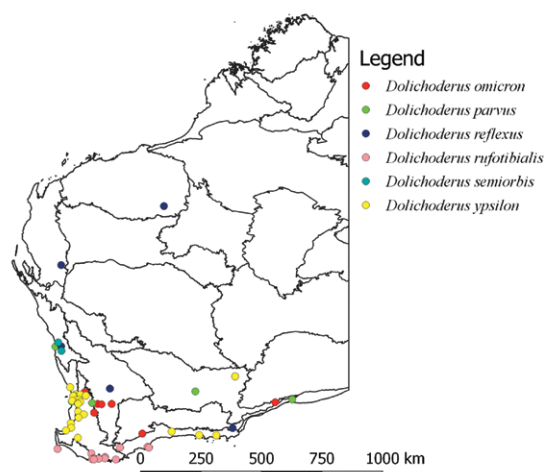 Legend
Dolichoderus omicron
Dolichoderus parvus
Dolichoderus reflexus
Dolichoderus rufotibialis
Dolichoderus semiorbis
Dolichoderus ypsilon
0 250 500 750 1000 km